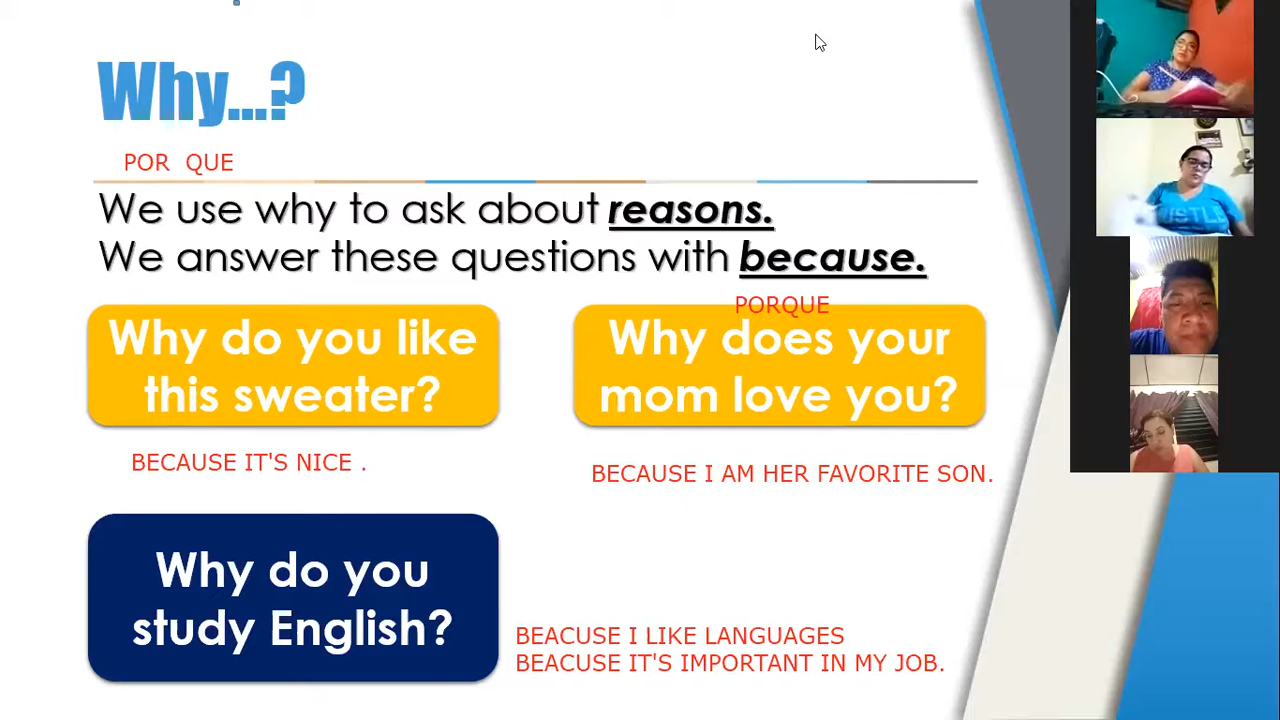 Why...?
POR QUE
We use why to ask about reasons.
We answer these questions with because.
PORQUE
Why do you like
this sweater?
Why does your
mom love you?
BECAUSE IT'S NICE .
BECAUSE I AM HER FAVORITE SON.
Why do you
study English?
BEACUSE I LIKE LANGUAGES
BEACUSE IT'S IMPORTANT IN MY JOB.